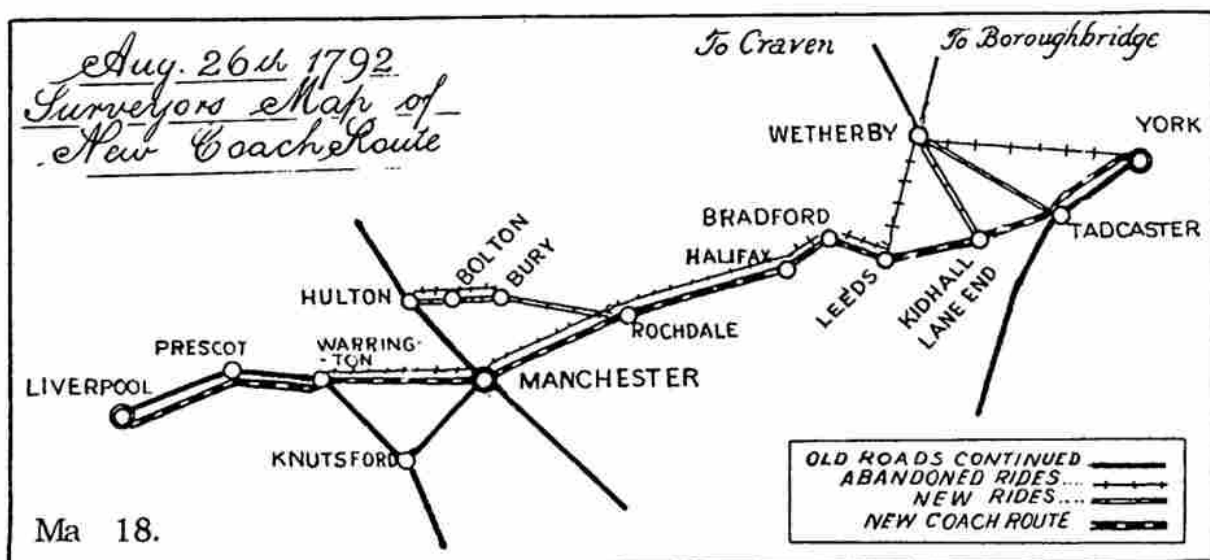 Aug. 26th 1792
Surveyors Map of
New Coach Route
To Craven
To Boroughbridge
WETHERBY
YORK
BRADFORD
TADCASTER
HALIFAX
LEEDS
KIDHALL
LANE END
BOLTON
BURY
HULTON
ROCHDALE
PRESCOT
WARRING-
-TON
LIVERPOOL
MANCHESTER
KNUTSFORD
OLD ROADS CONTINUED
ABANDONED RIDES....
NEW RIDES.....
NEW COACH ROUTE
Ma 18.